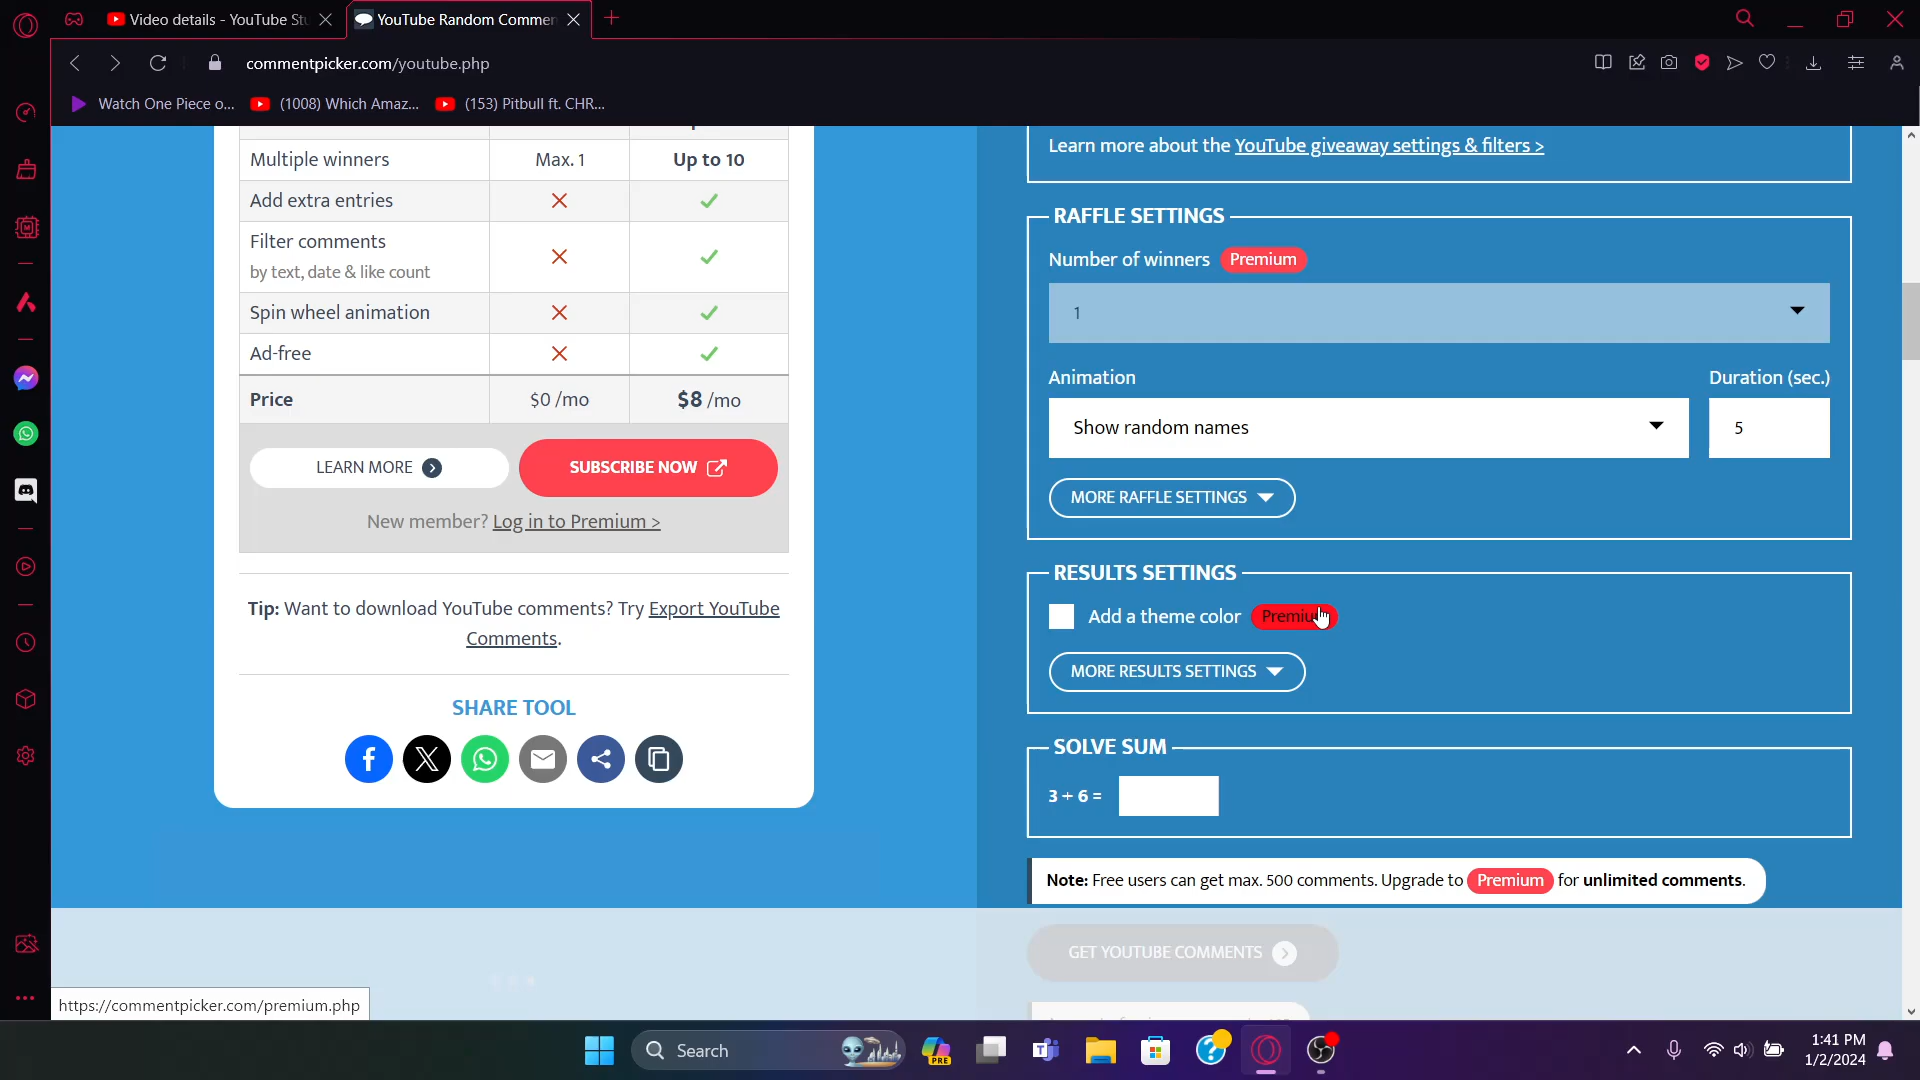 Video details - YouTube Stu
YouTube Random Commen
commentpicker.com/youtube.php
Watch One Piece o...
(1008) Which Amaz...
(153) Pitbull ft. CHR...
Multiple winners Max. 1 Up to 10
Add extra entries
Filter comments
by text, date & like count
Spin wheel animation
Ad-free
Price $0 /mo $8 /mo
LEARN MORE
SUBSCRIBE NOW
New member? Log in to Premium >
Tip: Want to download YouTube comments? Try Export YouTube
Comments.
SHARE TOOL
Learn more about the YouTube giveaway settings & filters >
RAFFLE SETTINGS
Number of winners Premium
1
Animation Duration (sec.)
Show random names 5
MORE RAFFLE SETTINGS
RESULTS SETTINGS
Add a theme color Premium
MORE RESULTS SETTINGS
SOLVE SUM
3 + 6 =
Note: Free users can get max. 500 comments. Upgrade to Premium for unlimited comments.
GET YOUTUBE COMMENTS
https://commentpicker.com/premium.php
Search
PRE
1:41 PM
1/2/2024